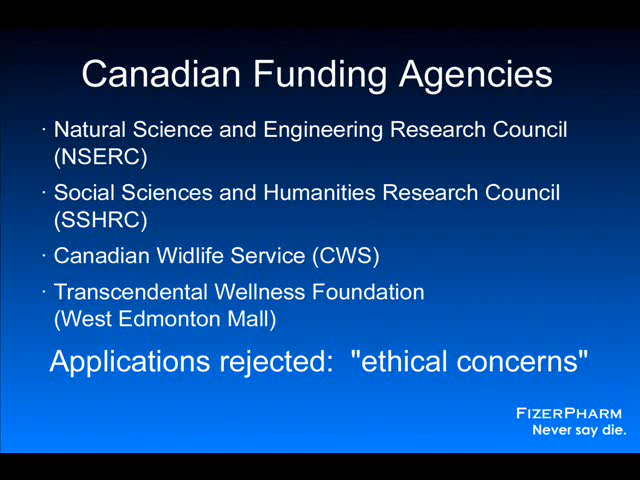 Canadian Funding Agencies
· Natural Science and Engineering Research Council
(NSERC)
· Social Sciences and Humanities Research Council
(SSHRC)
· Canadian Widlife Service (CWS)
· Transcendental Wellness Foundation
(West Edmonton Mall)
Applications rejected: "ethical concerns"
FIZERPHARM
Never say die.